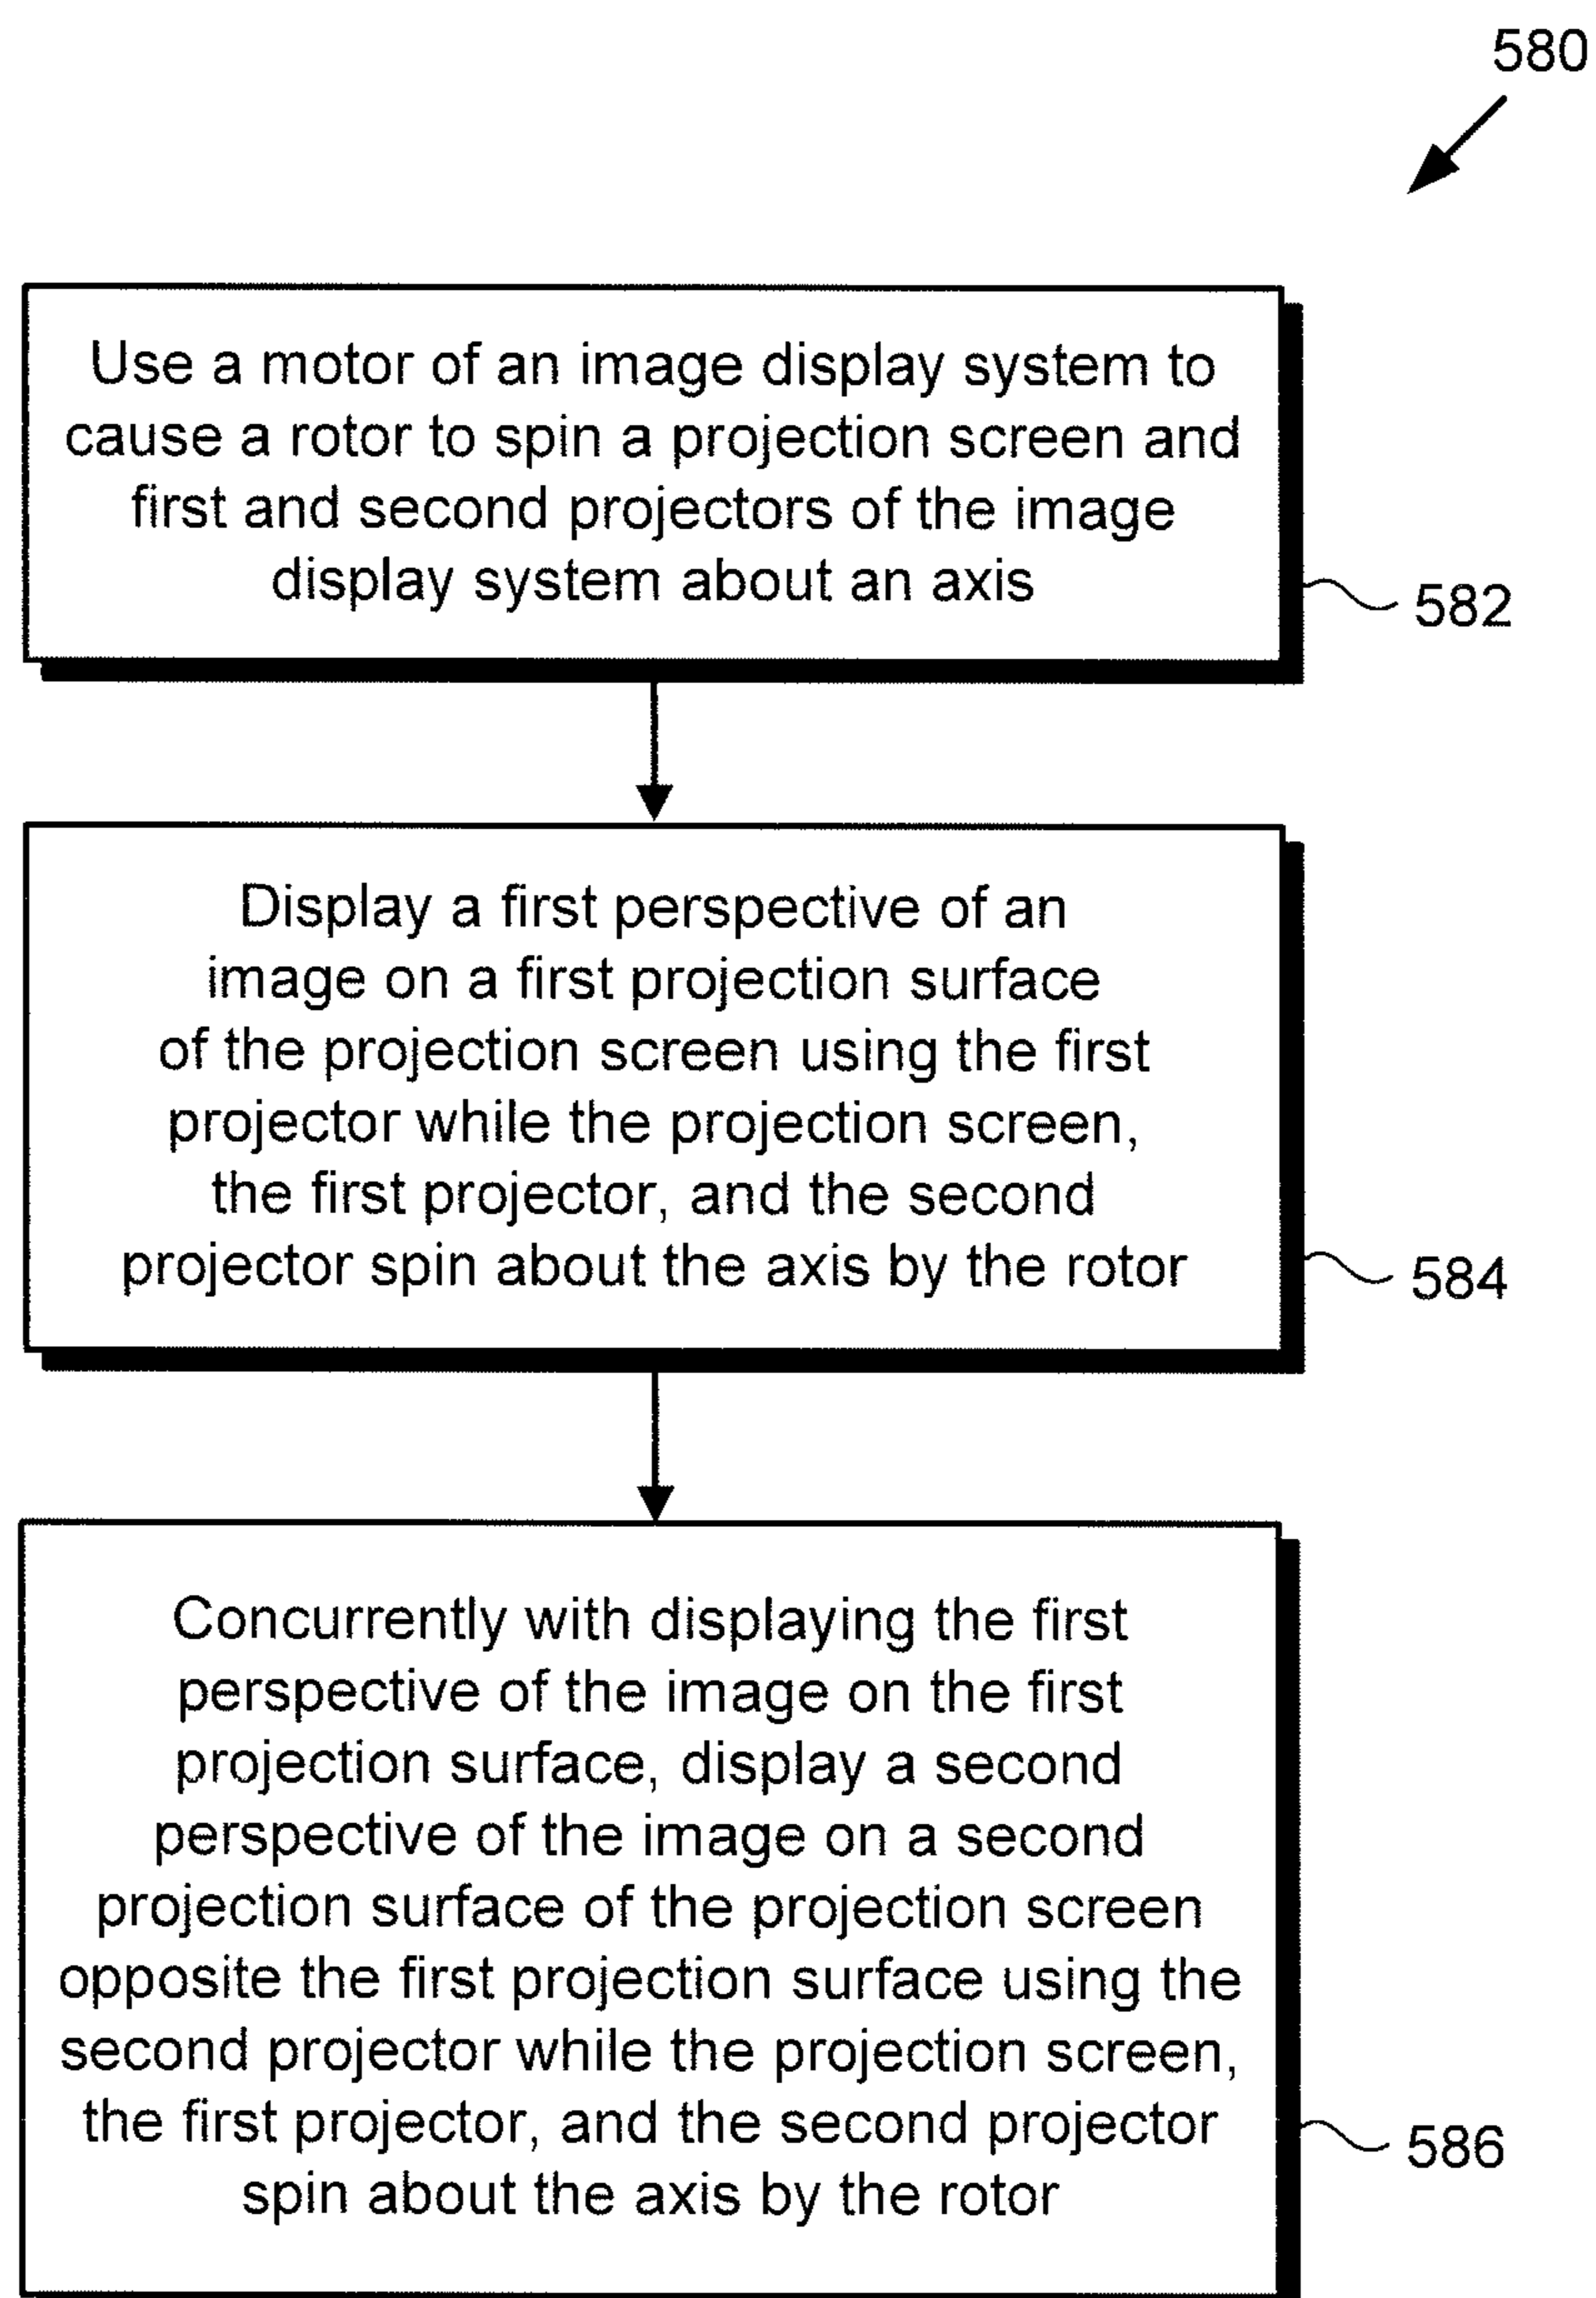 580
Use a motor of an image display system to
cause a rotor to spin a projection screen and
first and second projectors of the image
display system about an axis
582
Display a first perspective of an
image on a first projection surface
of the projection screen using the first
projector while the projection screen,
the first projector, and the second
projector spin about the axis by the rotor
584
Concurrently with displaying the first
perspective of the image on the first
projection surface, display a second
perspective of the image on a second
projection surface of the projection screen
opposite the first projection surface using the
second projector while the projection screen,
the first projector, and the second projector
spin about the axis by the rotor
586